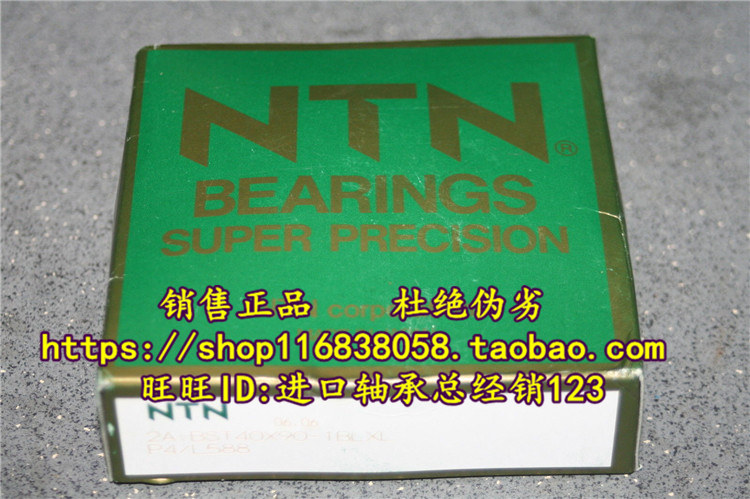 NTN®
BEARINGS
SUPER PRECISION
销售正品 杜绝伪劣
https://shop116838058.taobao.com
旺旺ID:进口轴承总经销123
NTN